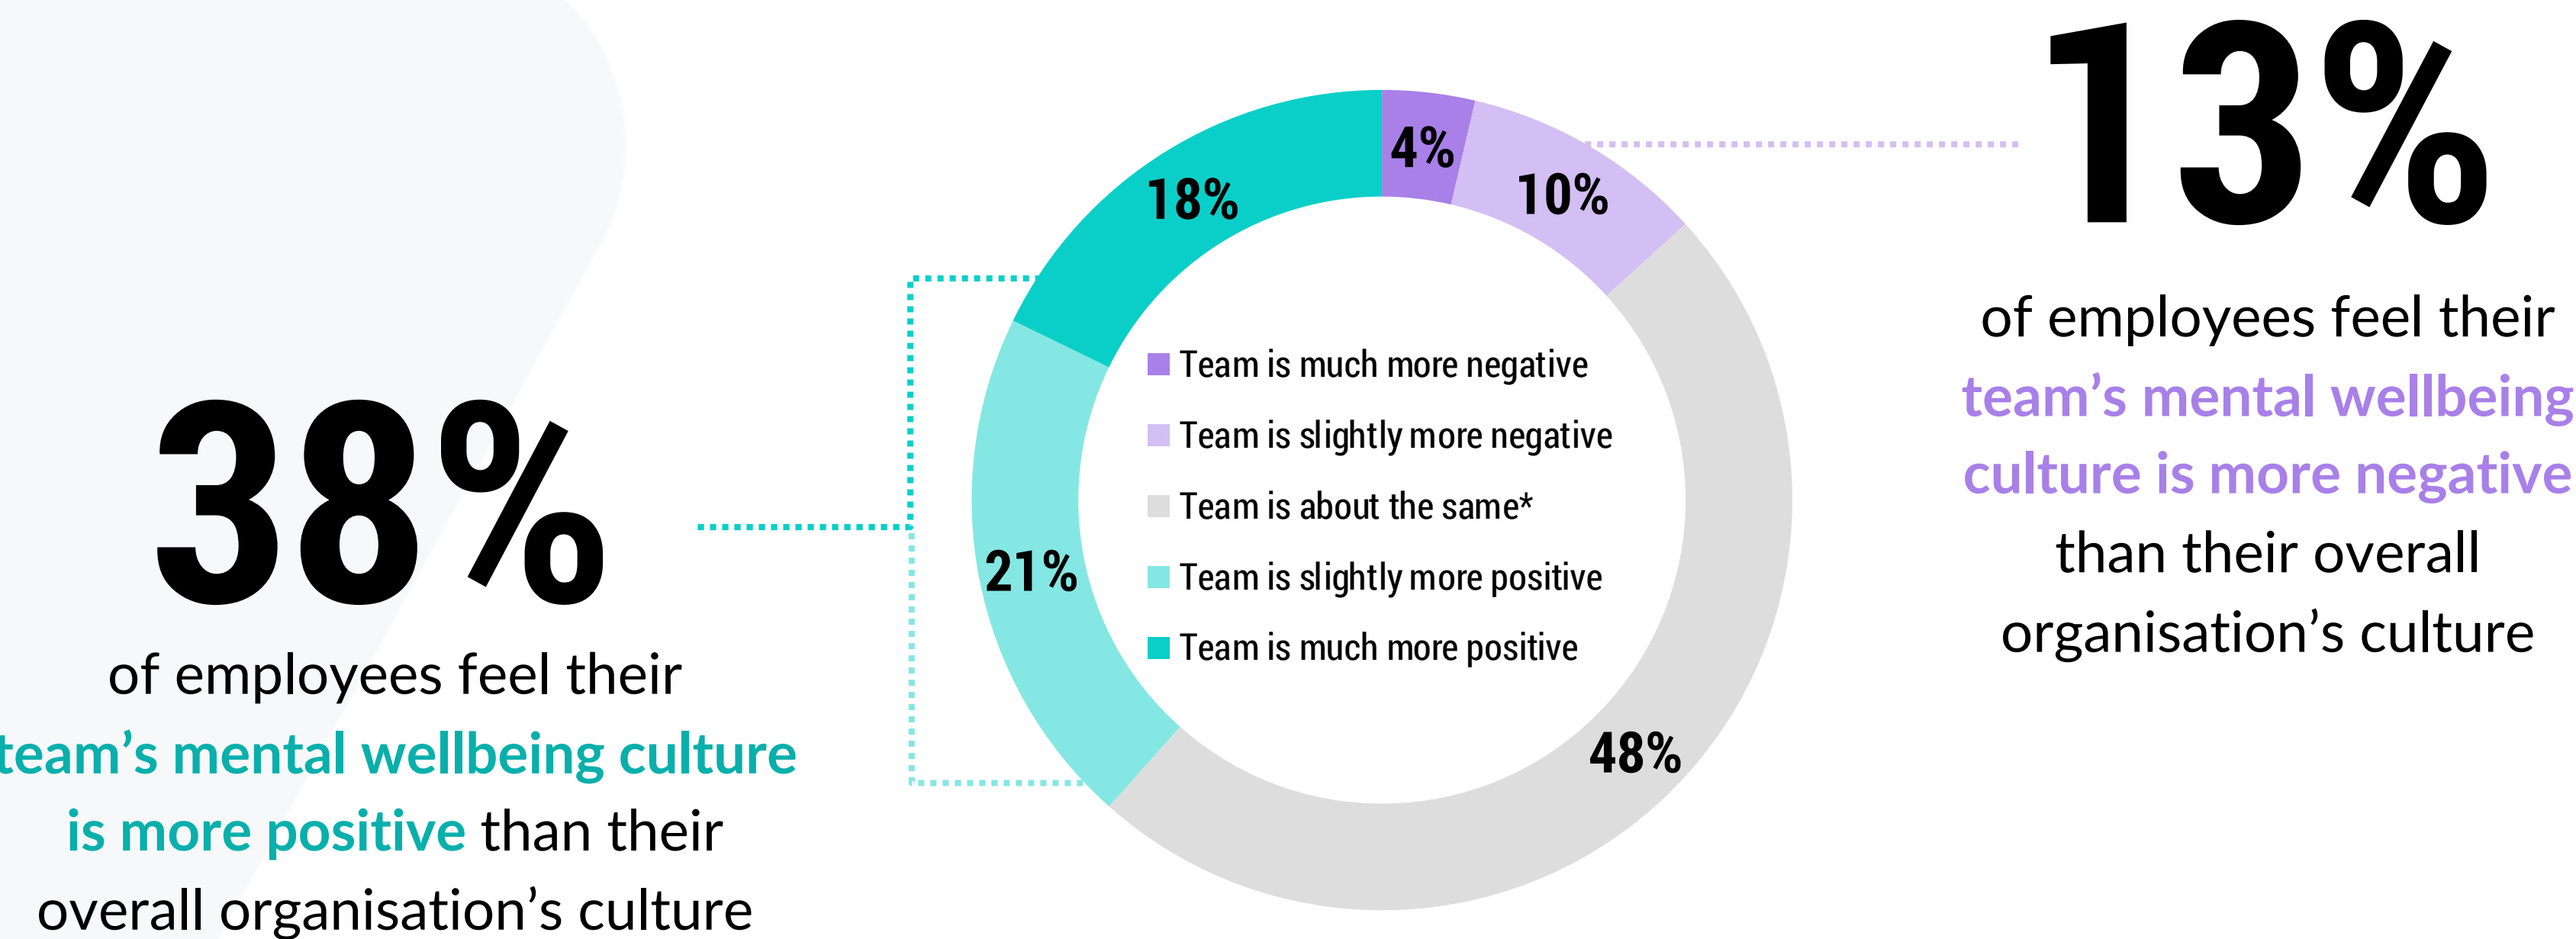 38%
of employees feel their
team’s mental wellbeing culture
is more positive than their
overall organisation’s culture
18%
4%
10%
21%
48%
Team is much more negative
Team is slightly more negative
Team is about the same*
Team is slightly more positive
Team is much more positive
13%
of employees feel their
team’s mental wellbeing
culture is more negative
than their overall
organisation’s culture